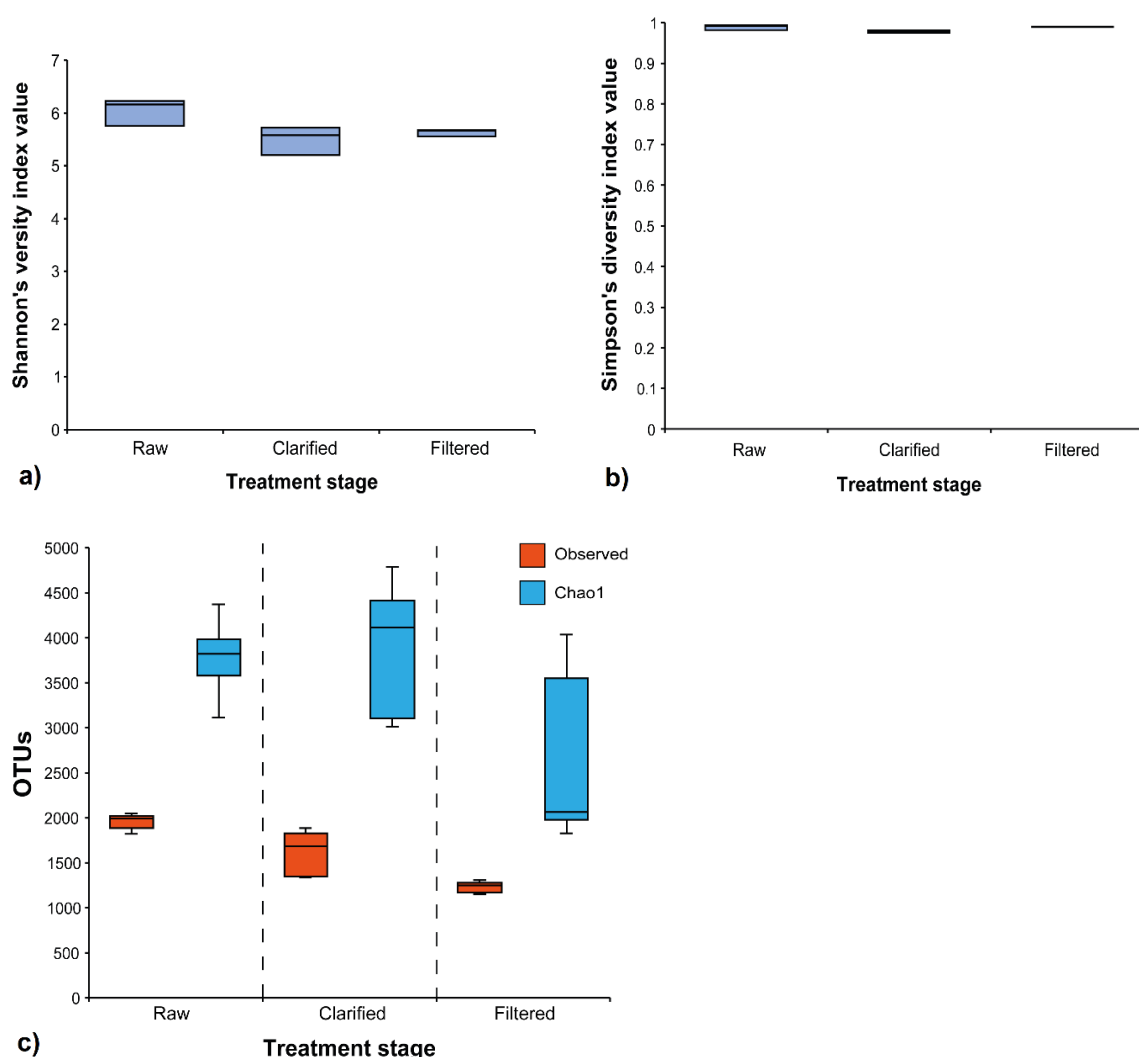 Shannon's versity index value
7
6
5
4
3
2
1
0
Raw Clarified Filtered
Treatment stage
a)
Simpson's diversity index value
1
0.9
0.8
0.7
0.6
0.5
0.4
0.3
0.2
0.1
0
Raw Clarified Filtered
Treatment stage
b)
OTUs
5000
4500
4000
3500
3000
2500
2000
1500
1000
500
0
Observed
Chao1
Raw Clarified Filtered
Treatment stage
c)